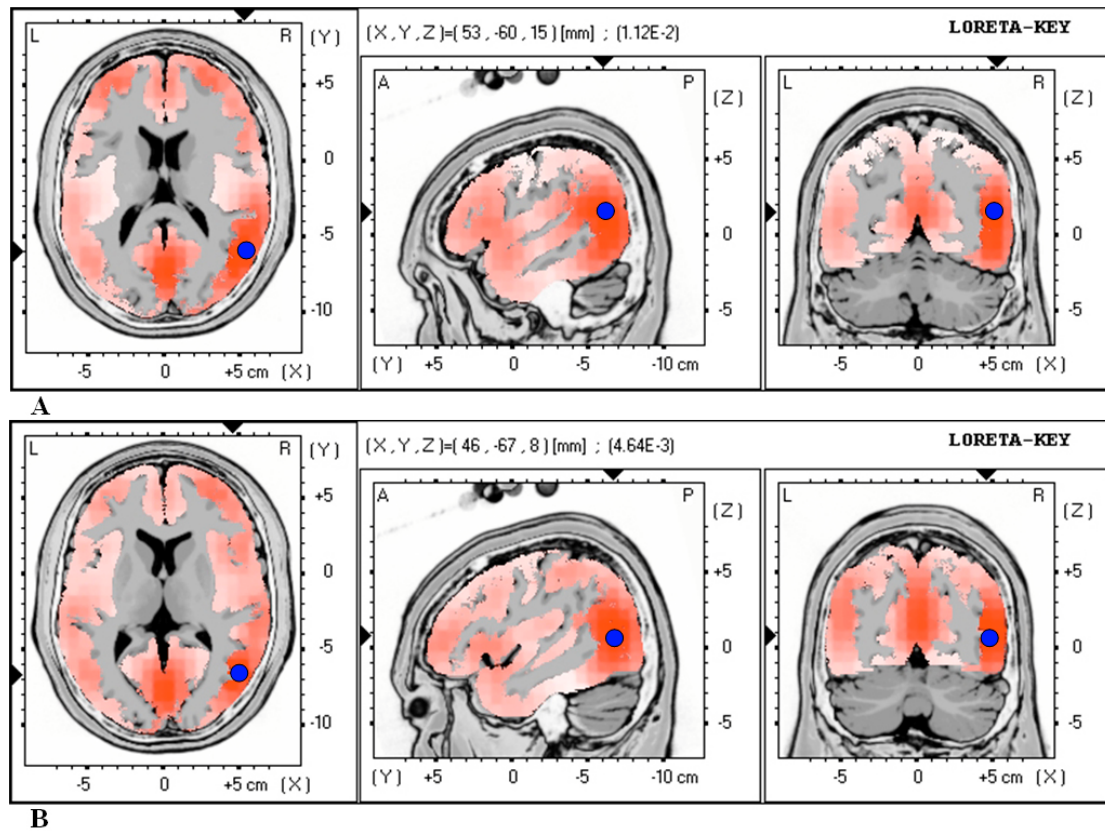 L R (Y) (X,Y,Z)=(53,-60,15)[mm] ; (1.12E-2) LORETA-KEY
A P (Z) L R (Z)
+5 +5 +5
0 0 0
-5 -5 -5
-10
-5 0 +5 cm (X) (Y) +5 0 -5 -10 cm -5 0 +5 cm (X)
A
L R (Y) (X,Y,Z)=(46,-67,8)[mm] ; (4.64E-3) LORETA-KEY
A P (Z) L R (Z)
+5 +5 +5
0 0 0
-5 -5 -5
-10
-5 0 +5 cm (X) (Y) +5 0 -5 -10 cm -5 0 +5 cm (X)
B